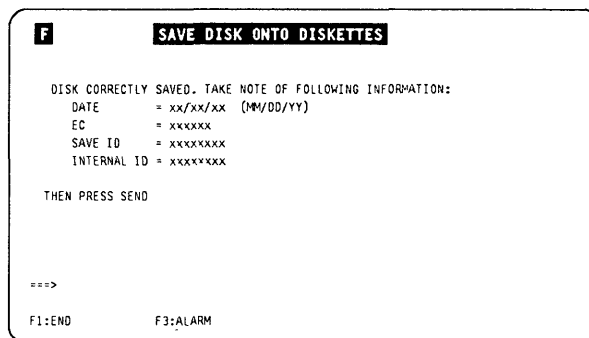 F SAVE DISK ONTO DISKETTES
DISK CORRECTLY SAVED. TAKE NOTE OF FOLLOWING INFORMATION:
DATE = xx/xx/xx (MM/DD/YY)
EC = xxxxxx
SAVE ID = xxxxxxxx
INTERNAL ID = xxxxxxxx
THEN PRESS SEND
===>
F1:END F3:ALARM